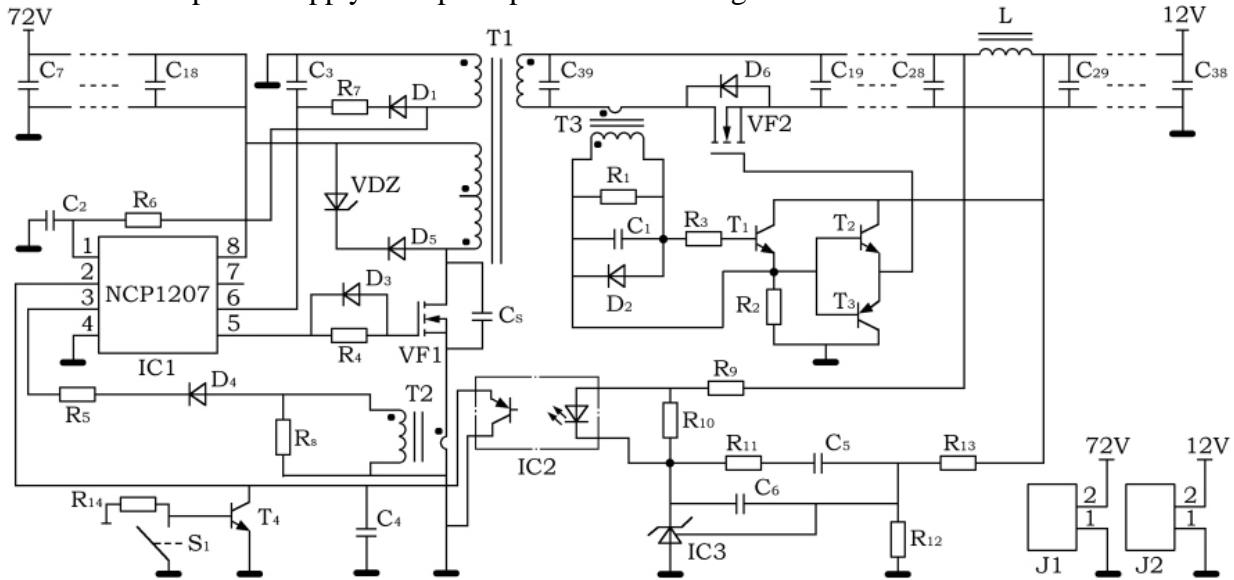 72V
T1
L
12V
C7
C18
C3
R7
D1
C39
D6
C19
C28
C29
C38
T3
VF2
VDZ
R1
C2
R6
C1
R3
T1
T2
D5
1
8
D3
D2
R2
T3
2
7
NCP1207
3
6
Cs
4
5
R4
VF1
IC1
R9
D4
T2
R5
R8
R10
R11
C5
R13
72V
12V
IC2
C6
2
2
R14
T4
C4
1
1
S1
IC3
R12
J1
J2